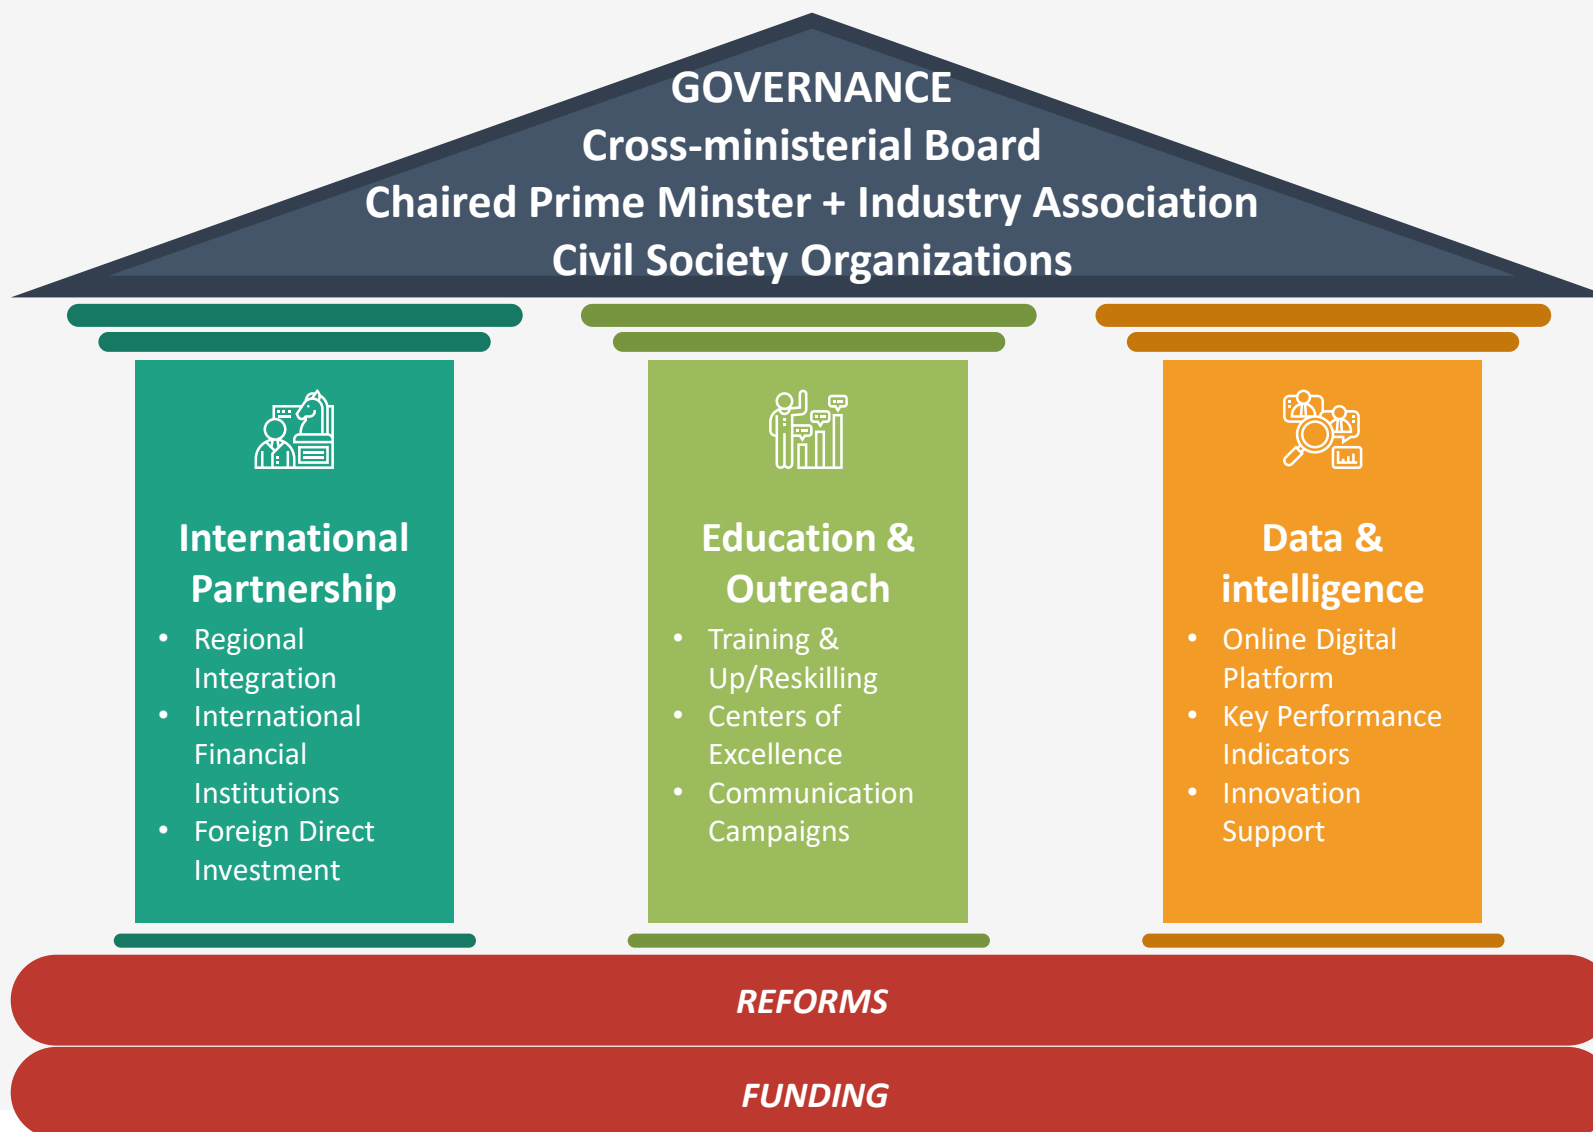 GOVERNANCE
Cross-ministerial Board
Chaired Prime Minster + Industry Association
Civil Society Organizations
International
Partnership
• Regional
Integration
• International
Financial
Institutions
• Foreign Direct
Investment
Education &
Outreach
• Training &
Up/Reskilling
• Centers of
Excellence
• Communication
Campaigns
Data &
intelligence
• Online Digital
Platform
• Key Performance
Indicators
• Innovation
Support
REFORMS
FUNDING